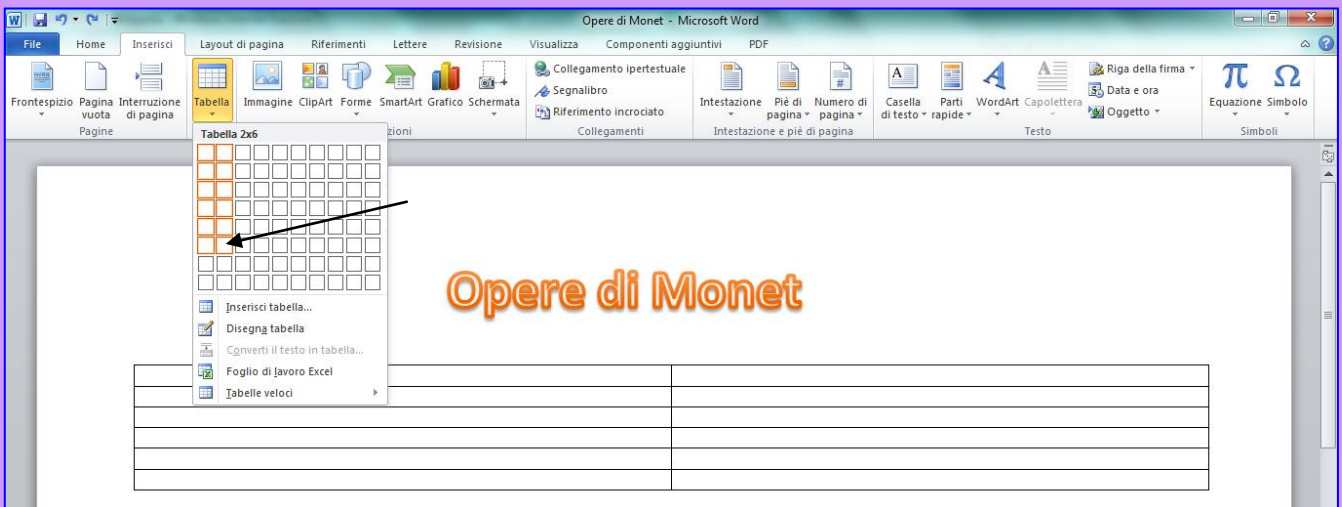 Opere di Monet - Microsoft Word
File Home Inserisci Layout di pagina Riferimenti Lettere Revisione Visualizza Componenti aggiuntivi PDF
Frontespizio
Pagina vuota
Interruzione di pagina
Pagine
Tabella
Immagine
ClipArt
Forme
SmartArt
Grafico
Schermata
zioni
Collegamento ipertestuale
Segnalibro
Riferimento incrociato
Collegamenti
Intestazione
Piè di pagina
Numero di pagina
Intestazione e piè di pagina
Casella di testo
Parti rapide
WordArt
Capolettera
Riga della firma
Data e ora
Oggetto
Testo
Equazione
Simbolo
Simboli
Tabella 2x6
Inserisci tabella...
Disegna tabella
Converti il testo in tabella...
Foglio di lavoro Excel
Tabelle veloci
Opere di Monet